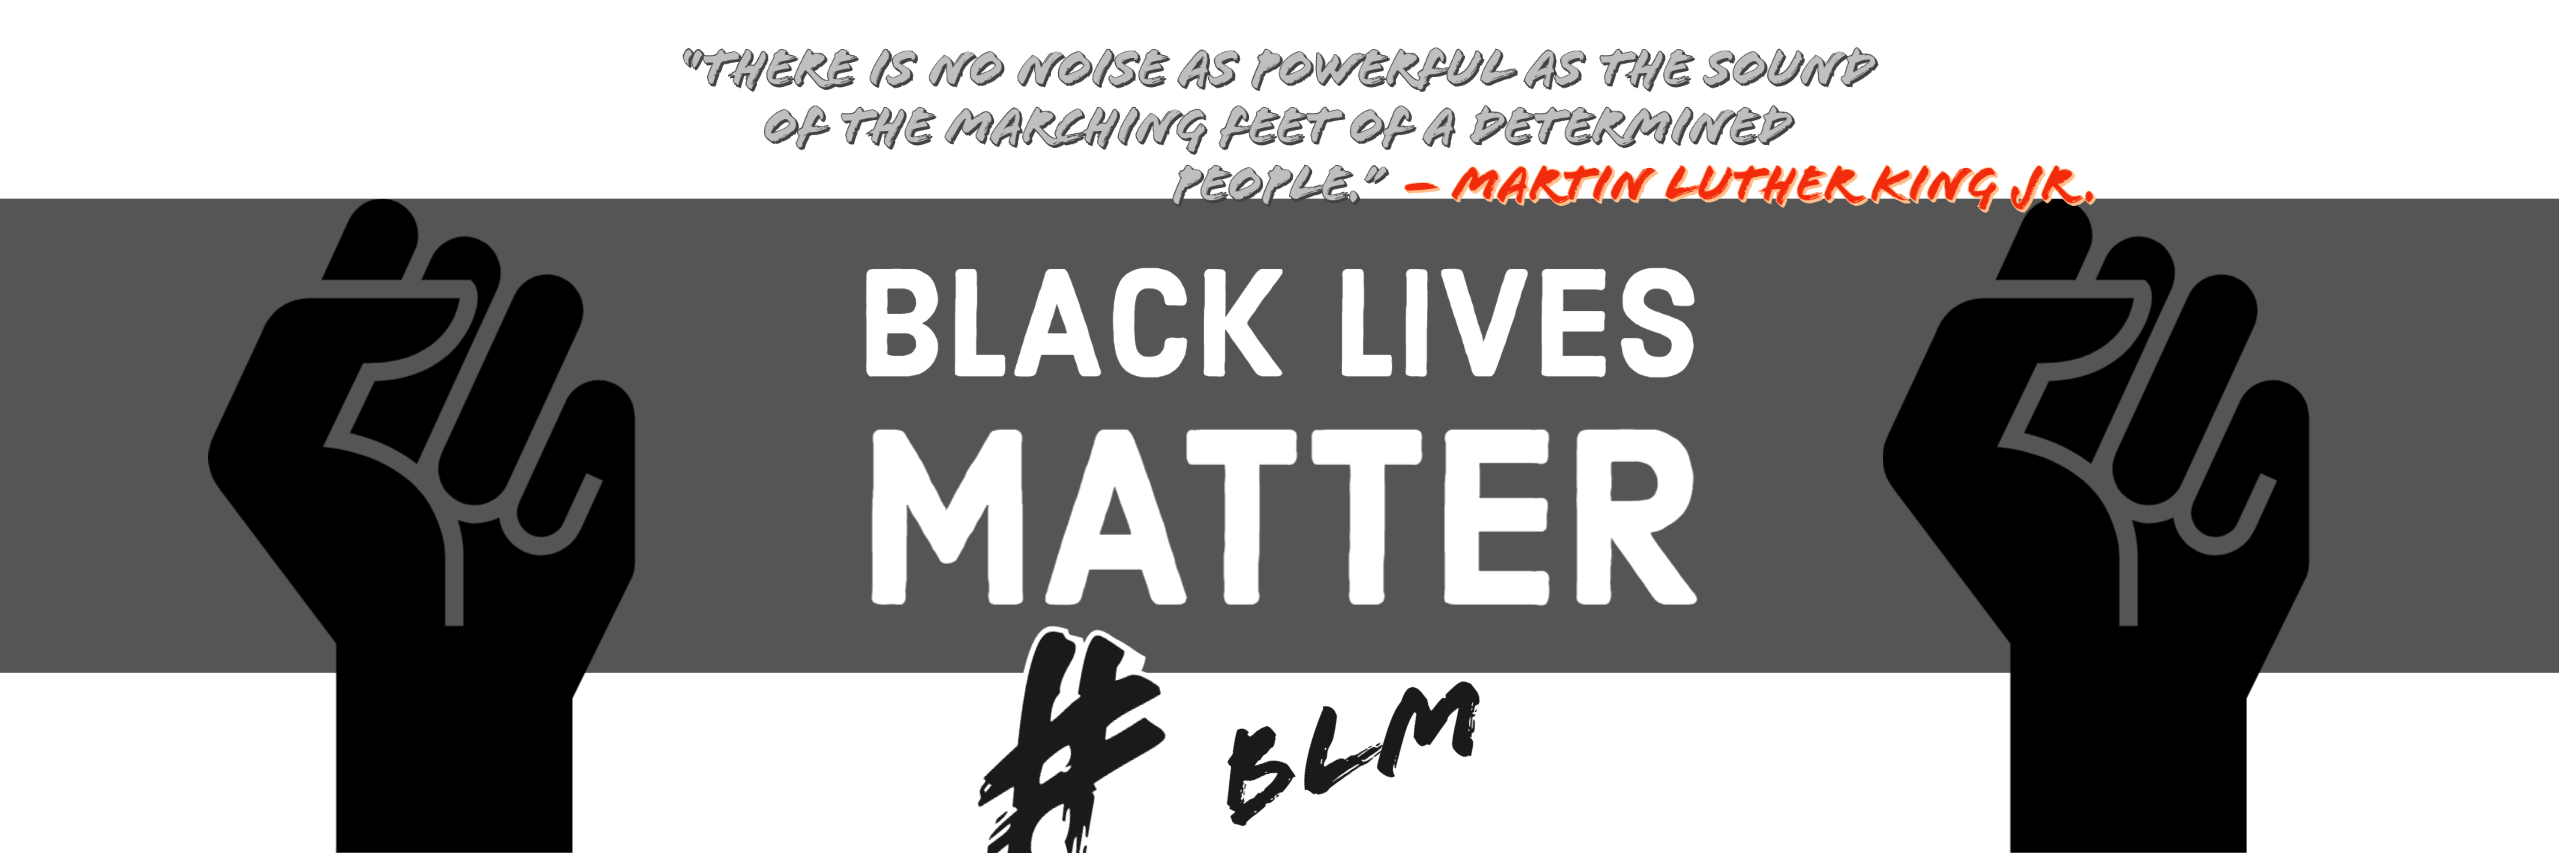 "THERE IS NO NOISE AS POWERFUL AS THE SOUND
OF THE MARCHING FEET OF A DETERMINED
PEOPLE." – MARTIN LUTHER KING JR.
BLACK LIVES
MATTER
# BLM